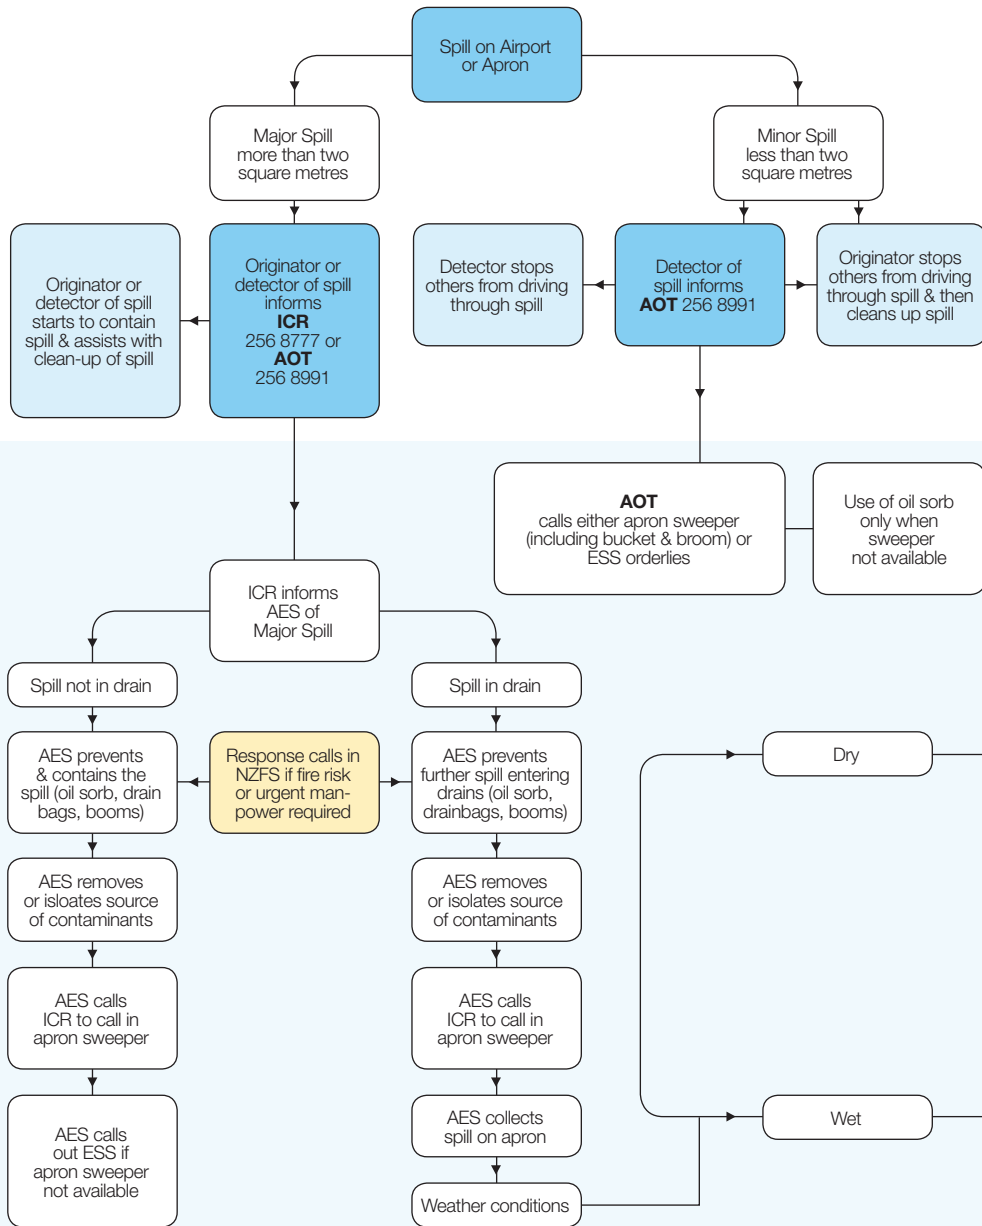 Spill on Airport
or Apron
Major Spill
more than two
square metres
Minor Spill
less than two
square metres
Originator or
detector of spill
starts to contain
spill & assists with
clean-up of spill
Originator or
detector of spill
informs
ICR
256 8777 or
AOT
256 8991
Detector stops
others from driving
through spill
Detector of
spill informs
AOT 256 8991
Originator stops
others from driving
through spill & then
cleans up spill
AOT
calls either apron sweeper
(including bucket & broom) or
ESS orderlies
Use of oil sorb
only when
sweeper
not available
ICR informs
AES of
Major Spill
Spill not in drain
Spill in drain
AES prevents
& contains the
spill (oil sorb, drain
bags, booms)
Response calls in
NZFS if fire risk
or urgent man-
power required
AES prevents
further spill entering
drains (oil sorb,
drainbags, booms)
Dry
AES removes
or isloates source
of contaminants
AES removes
or isolates source
of contaminants
AES calls
ICR to call in
apron sweeper
AES calls
ICR to call in
apron sweeper
AES calls
out ESS if
apron sweeper
not available
AES collects
spill on apron
Wet
Weather conditions